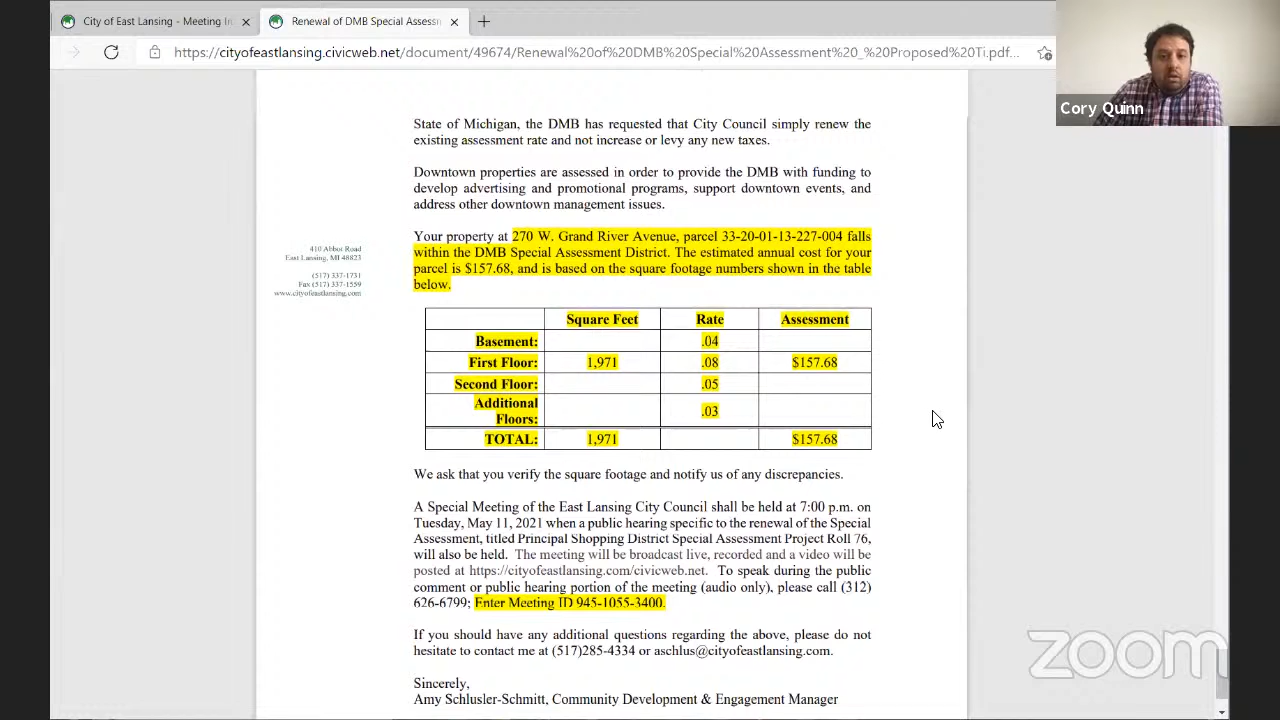 City of East Lansing - Meeting In
Renewal of DMB Special Assessm
https://cityofeastlansing.civicweb.net/document/49674/Renewal%20of%20DMB%20Special%20Assessment%20_%20Proposed%20Ti.pdf...
Cory Quinn
State of Michigan, the DMB has requested that City Council simply renew the
existing assessment rate and not increase or levy any new taxes.
Downtown properties are assessed in order to provide the DMB with funding to
develop advertising and promotional programs, support downtown events, and
address other downtown management issues.
410 Abbot Road
East Lansing, MI 48823
(517) 337-1731
Fax (517) 337-1559
www.cityofeastlansing.com
Your property at 270 W. Grand River Avenue, parcel 33-20-01-13-227-004 falls
within the DMB Special Assessment District. The estimated annual cost for your
parcel is $157.68, and is based on the square footage numbers shown in the table
below.
Square Feet Rate Assessment
Basement: .04
First Floor: 1,971 .08 $157.68
Second Floor: .05
Additional
Floors: .03
TOTAL: 1,971 $157.68
We ask that you verify the square footage and notify us of any discrepancies.
A Special Meeting of the East Lansing City Council shall be held at 7:00 p.m. on
Tuesday, May 11, 2021 when a public hearing specific to the renewal of the Special
Assessment, titled Principal Shopping District Special Assessment Project Roll 76,
will also be held. The meeting will be broadcast live, recorded and a video will be
posted at https://cityofeastlansing.com/civicweb.net. To speak during the public
comment or public hearing portion of the meeting (audio only), please call (312)
626-6799; Enter Meeting ID 945-1055-3400.
If you should have any additional questions regarding the above, please do not
hesitate to contact me at (517)285-4334 or aschlus@cityofeastlansing.com.
Sincerely,
Amy Schlusler-Schmitt, Community Development & Engagement Manager
zoom